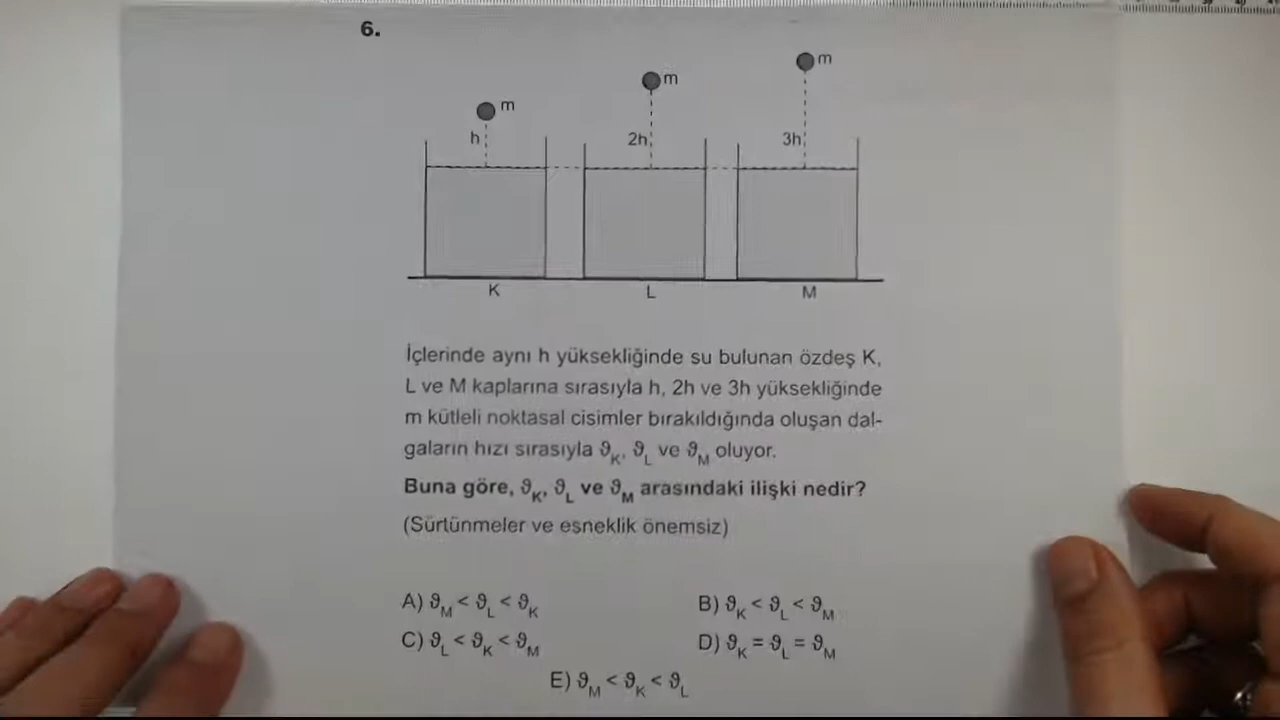 6.
m
m
m
h
2h
3h
K
L
M
İçlerinde aynı h yüksekliğinde su bulunan özdeş K,
L ve M kaplarına sırasıyla h, 2h ve 3h yüksekliğinde
m kütleli noktasal cisimler bırakıldığında oluşan dal-
gaların hızı sırasıyla ϑK, ϑL ve ϑM oluyor.
Buna göre, ϑK, ϑL ve ϑM arasındaki ilişki nedir?
(Sürtünmeler ve esneklik önemsiz)
A) ϑM < ϑL < ϑK
B) ϑK < ϑL < ϑM
C) ϑL < ϑK < ϑM
D) ϑK = ϑL = ϑM
E) ϑM < ϑK < ϑL